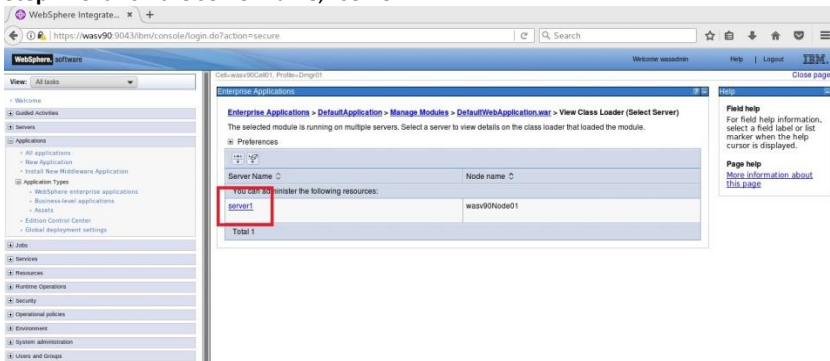 WebSphere Integrate... × +
https://wasv90:9043/ibm/console/login.do?action=secure
Search
WebSphere. software
Welcome wasadmin
Help | Logout
IBM.
Cell=wasv90Cell01, Profile=Dmgr01
Close page
View: All tasks
Welcome
Guided Activities
Servers
Applications
All applications
New Application
Install New Middleware Application
Application Types
WebSphere enterprise applications
Business-level applications
Assets
Edition Control Center
Global deployment settings
Jobs
Services
Resources
Runtime Operations
Security
Operational policies
Environment
System administration
Users and Groups
Enterprise Applications
Enterprise Applications > DefaultApplication > Manage Modules > DefaultWebApplication.war > View Class Loader (Select Server)
The selected module is running on multiple servers. Select a server to view details on the class loader that loaded the module.
Preferences
Server Name Node name
You can administer the following resources:
server1 wasv90Node01
Total 1
Help
Field help
For field help information,
select a field label or list
marker when the help
cursor is displayed.
Page help
More information about
this page